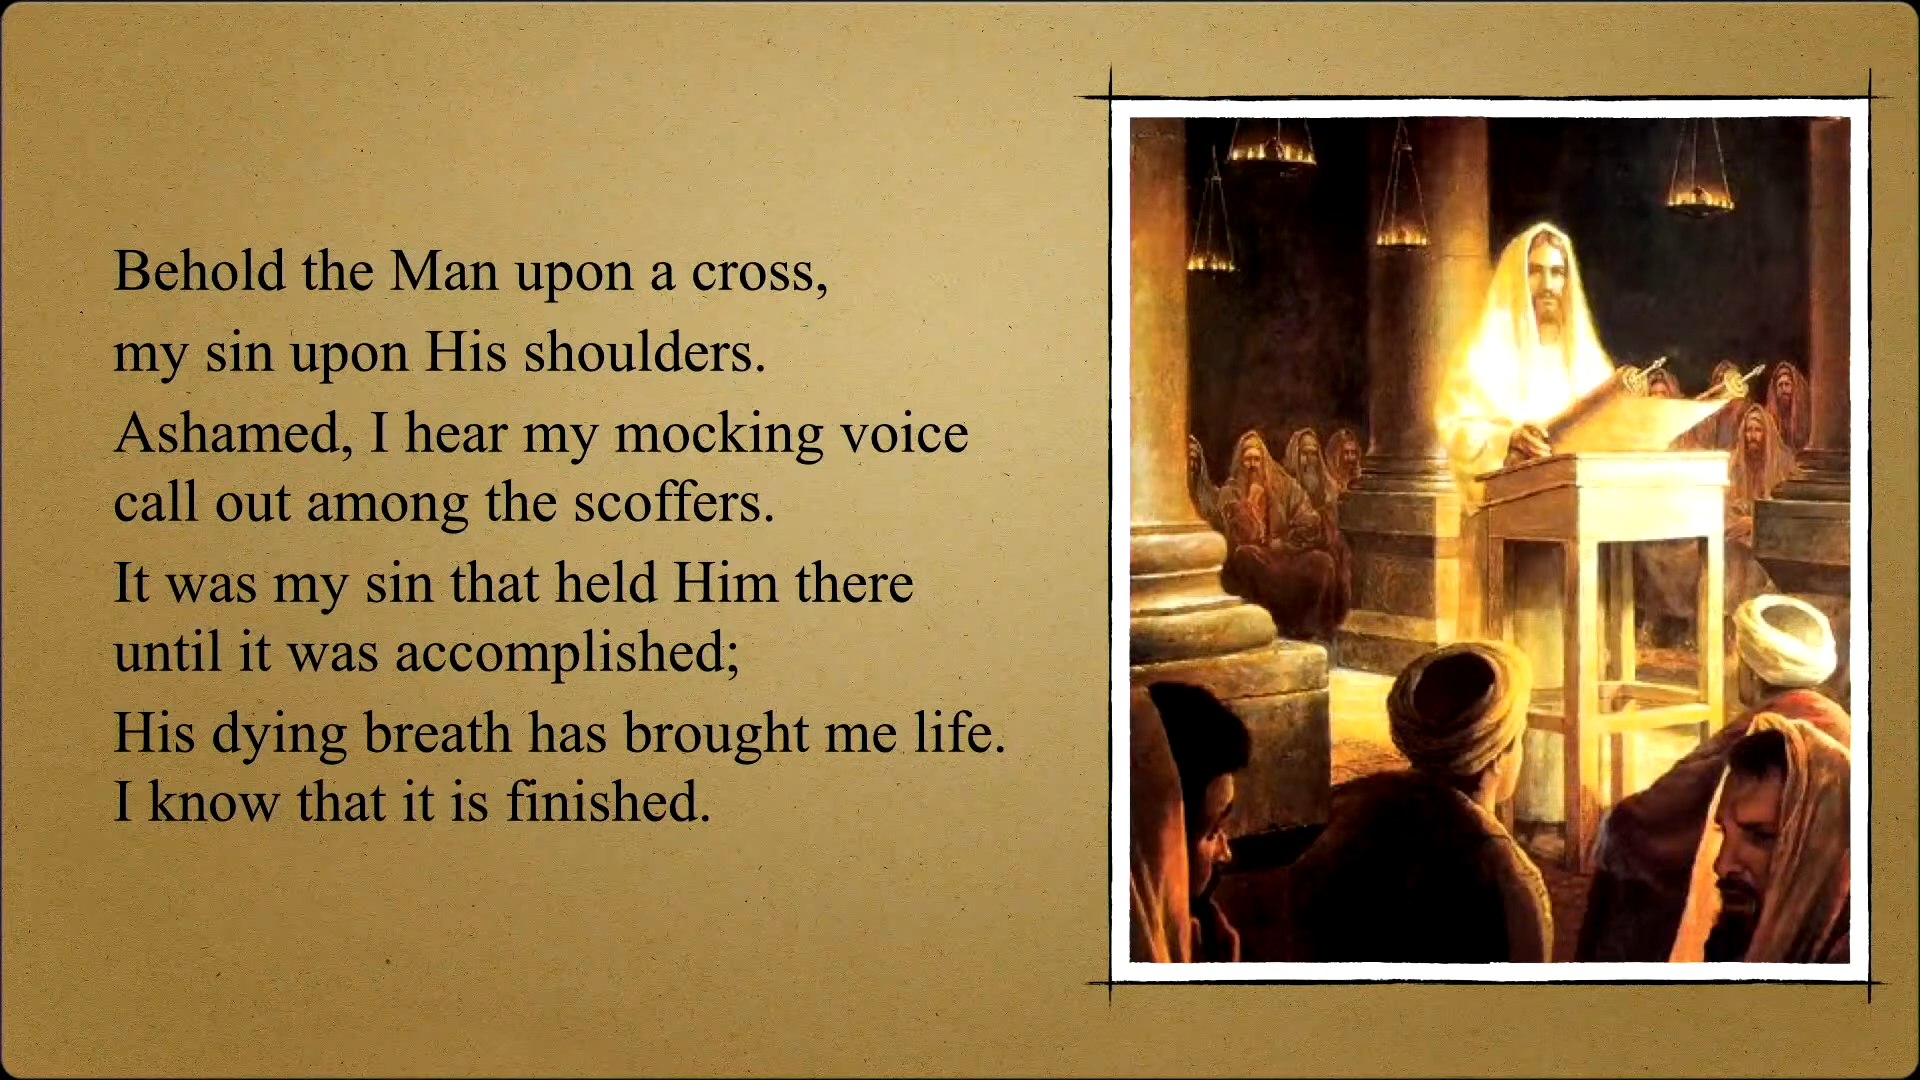 Behold the Man upon a cross,
my sin upon His shoulders.
Ashamed, I hear my mocking voice
call out among the scoffers.
It was my sin that held Him there
until it was accomplished;
His dying breath has brought me life.
I know that it is finished.